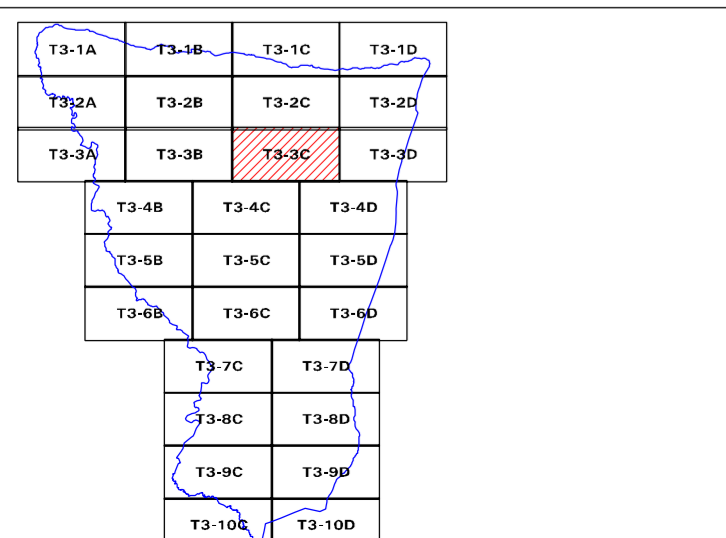 T3-1A T3-1B T3-1C T3-1D
T3-2A T3-2B T3-2C T3-2D
T3-3A T3-3B T3-3C T3-3D
T3-4B T3-4C T3-4D
T3-5B T3-5C T3-5D
T3-6B T3-6C T3-6D
T3-7C T3-7D
T3-8C T3-8D
T3-9C T3-9D
T3-10C T3-10D